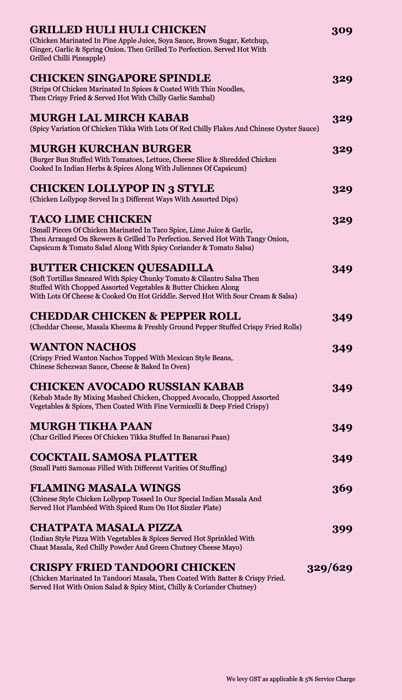 GRILLED HULI HULI CHICKEN 309
(Chicken Marinated In Pine Apple Juice, Soya Sauce, Brown Sugar, Ketchup,
Ginger, Garlic & Spring Onion. Then Grilled To Perfection. Served Hot With
Grilled Chilli Pineapple)
CHICKEN SINGAPORE SPINDLE 329
(Strips Of Chicken Marinated In Spices & Coated With Thin Noodles,
Then Crispy Fried & Served Hot With Chilly Garlic Sambal)
MURGH LAL MIRCH KABAB 329
(Spicy Variation Of Chicken Tikka With Lots Of Red Chilly Flakes And Chinese Oyster Sauce)
MURGH KURCHAN BURGER 329
(Burger Bun Stuffed With Tomatoes, Lettuce, Cheese Slice & Shredded Chicken
Cooked In Indian Herbs & Spices Along With Juliennes Of Capsicum)
CHICKEN LOLLYPOP IN 3 STYLE 329
(Chicken Lollypop Served In 3 Different Ways With Assorted Dips)
TACO LIME CHICKEN 329
(Small Pieces Of Chicken Marinated In Taco Spice, Lime Juice & Garlic,
Then Arranged On Skewers & Grilled To Perfection. Served Hot With Tangy Onion,
Capsicum & Tomato Salad Along With Spicy Coriander & Tomato Salsa)
BUTTER CHICKEN QUESADILLA 349
(Soft Tortillas Smeared With Spicy Chunky Tomato & Cilantro Salsa Then
Stuffed With Chopped Assorted Vegetables & Butter Chicken Along
With Lots Of Cheese & Cooked On Hot Griddle. Served Hot With Sour Cream & Salsa)
CHEDDAR CHICKEN & PEPPER ROLL 349
(Cheddar Cheese, Masala Kheema & Freshly Ground Pepper Stuffed Crispy Fried Rolls)
WANTON NACHOS 349
(Crispy Fried Wanton Nachos Topped With Mexican Style Beans,
Chinese Schezwan Sauce, Cheese & Baked In Oven)
CHICKEN AVOCADO RUSSIAN KABAB 349
(Kebab Made By Mixing Mashed Chicken, Chopped Avocado, Chopped Assorted
Vegetables & Spices, Then Coated With Fine Vermicelli & Deep Fried Crispy)
MURGH TIKHA PAAN 349
(Char Grilled Pieces Of Chicken Tikka Stuffed In Banarasi Paan)
COCKTAIL SAMOSA PLATTER 349
(Small Patti Samosas Filled With Different Varities Of Stuffing)
FLAMING MASALA WINGS 369
(Chinese Style Chicken Lollypop Tossed In Our Special Indian Masala And
Served Hot Flambéed With Spiced Rum On Hot Sizzler Plate)
CHATPATA MASALA PIZZA 399
(Indian Style Pizza With Vegetables & Spices Served Hot Sprinkled With
Chaat Masala, Red Chilly Powder And Green Chutney Cheese Mayo)
CRISPY FRIED TANDOORI CHICKEN 329/629
(Chicken Marinated In Tandoori Masala, Then Coated With Batter & Crispy Fried.
Served Hot With Onion Salad & Spicy Mint, Chilly & Coriander Chutney)
We levy GST as applicable & 5% Service Charge